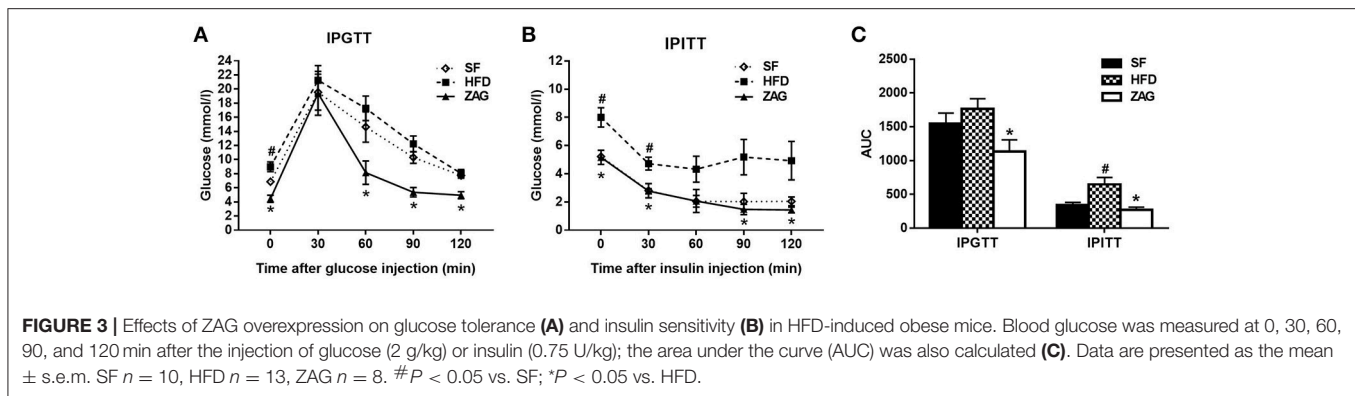 A
IPGTT
Glucose (mmol/l)
24
22
20
18
16
14
12
10
8
6
4
2
0
SF
HFD
ZAG
#
*
*
*
*
0 30 60 90 120
Time after glucose injection (min)
B
IPITT
Glucose (mmol/l)
12
10
8
6
4
2
0
SF
HFD
ZAG
#
#
*
*
*
*
0 30 60 90 120
Time after insulin injection (min)
C
AUC
2500
2000
1500
1000
500
0
SF
HFD
ZAG
*
#
*
IPGTT IPITT
FIGURE 3 | Effects of ZAG overexpression on glucose tolerance (A) and insulin sensitivity (B) in HFD-induced obese mice. Blood glucose was measured at 0, 30, 60,
90, and 120 min after the injection of glucose (2 g/kg) or insulin (0.75 U/kg); the area under the curve (AUC) was also calculated (C). Data are presented as the mean
± s.e.m. SF n = 10, HFD n = 13, ZAG n = 8. #P < 0.05 vs. SF; *P < 0.05 vs. HFD.